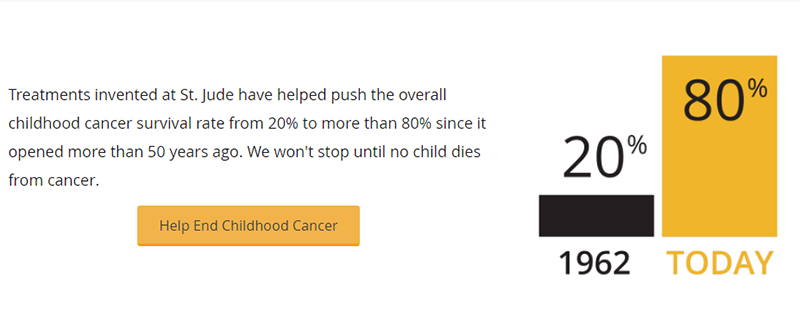 Treatments invented at St. Jude have helped push the overall
childhood cancer survival rate from 20% to more than 80% since it
opened more than 50 years ago. We won't stop until no child dies
from cancer.
Help End Childhood Cancer
20%
80%
1962
TODAY